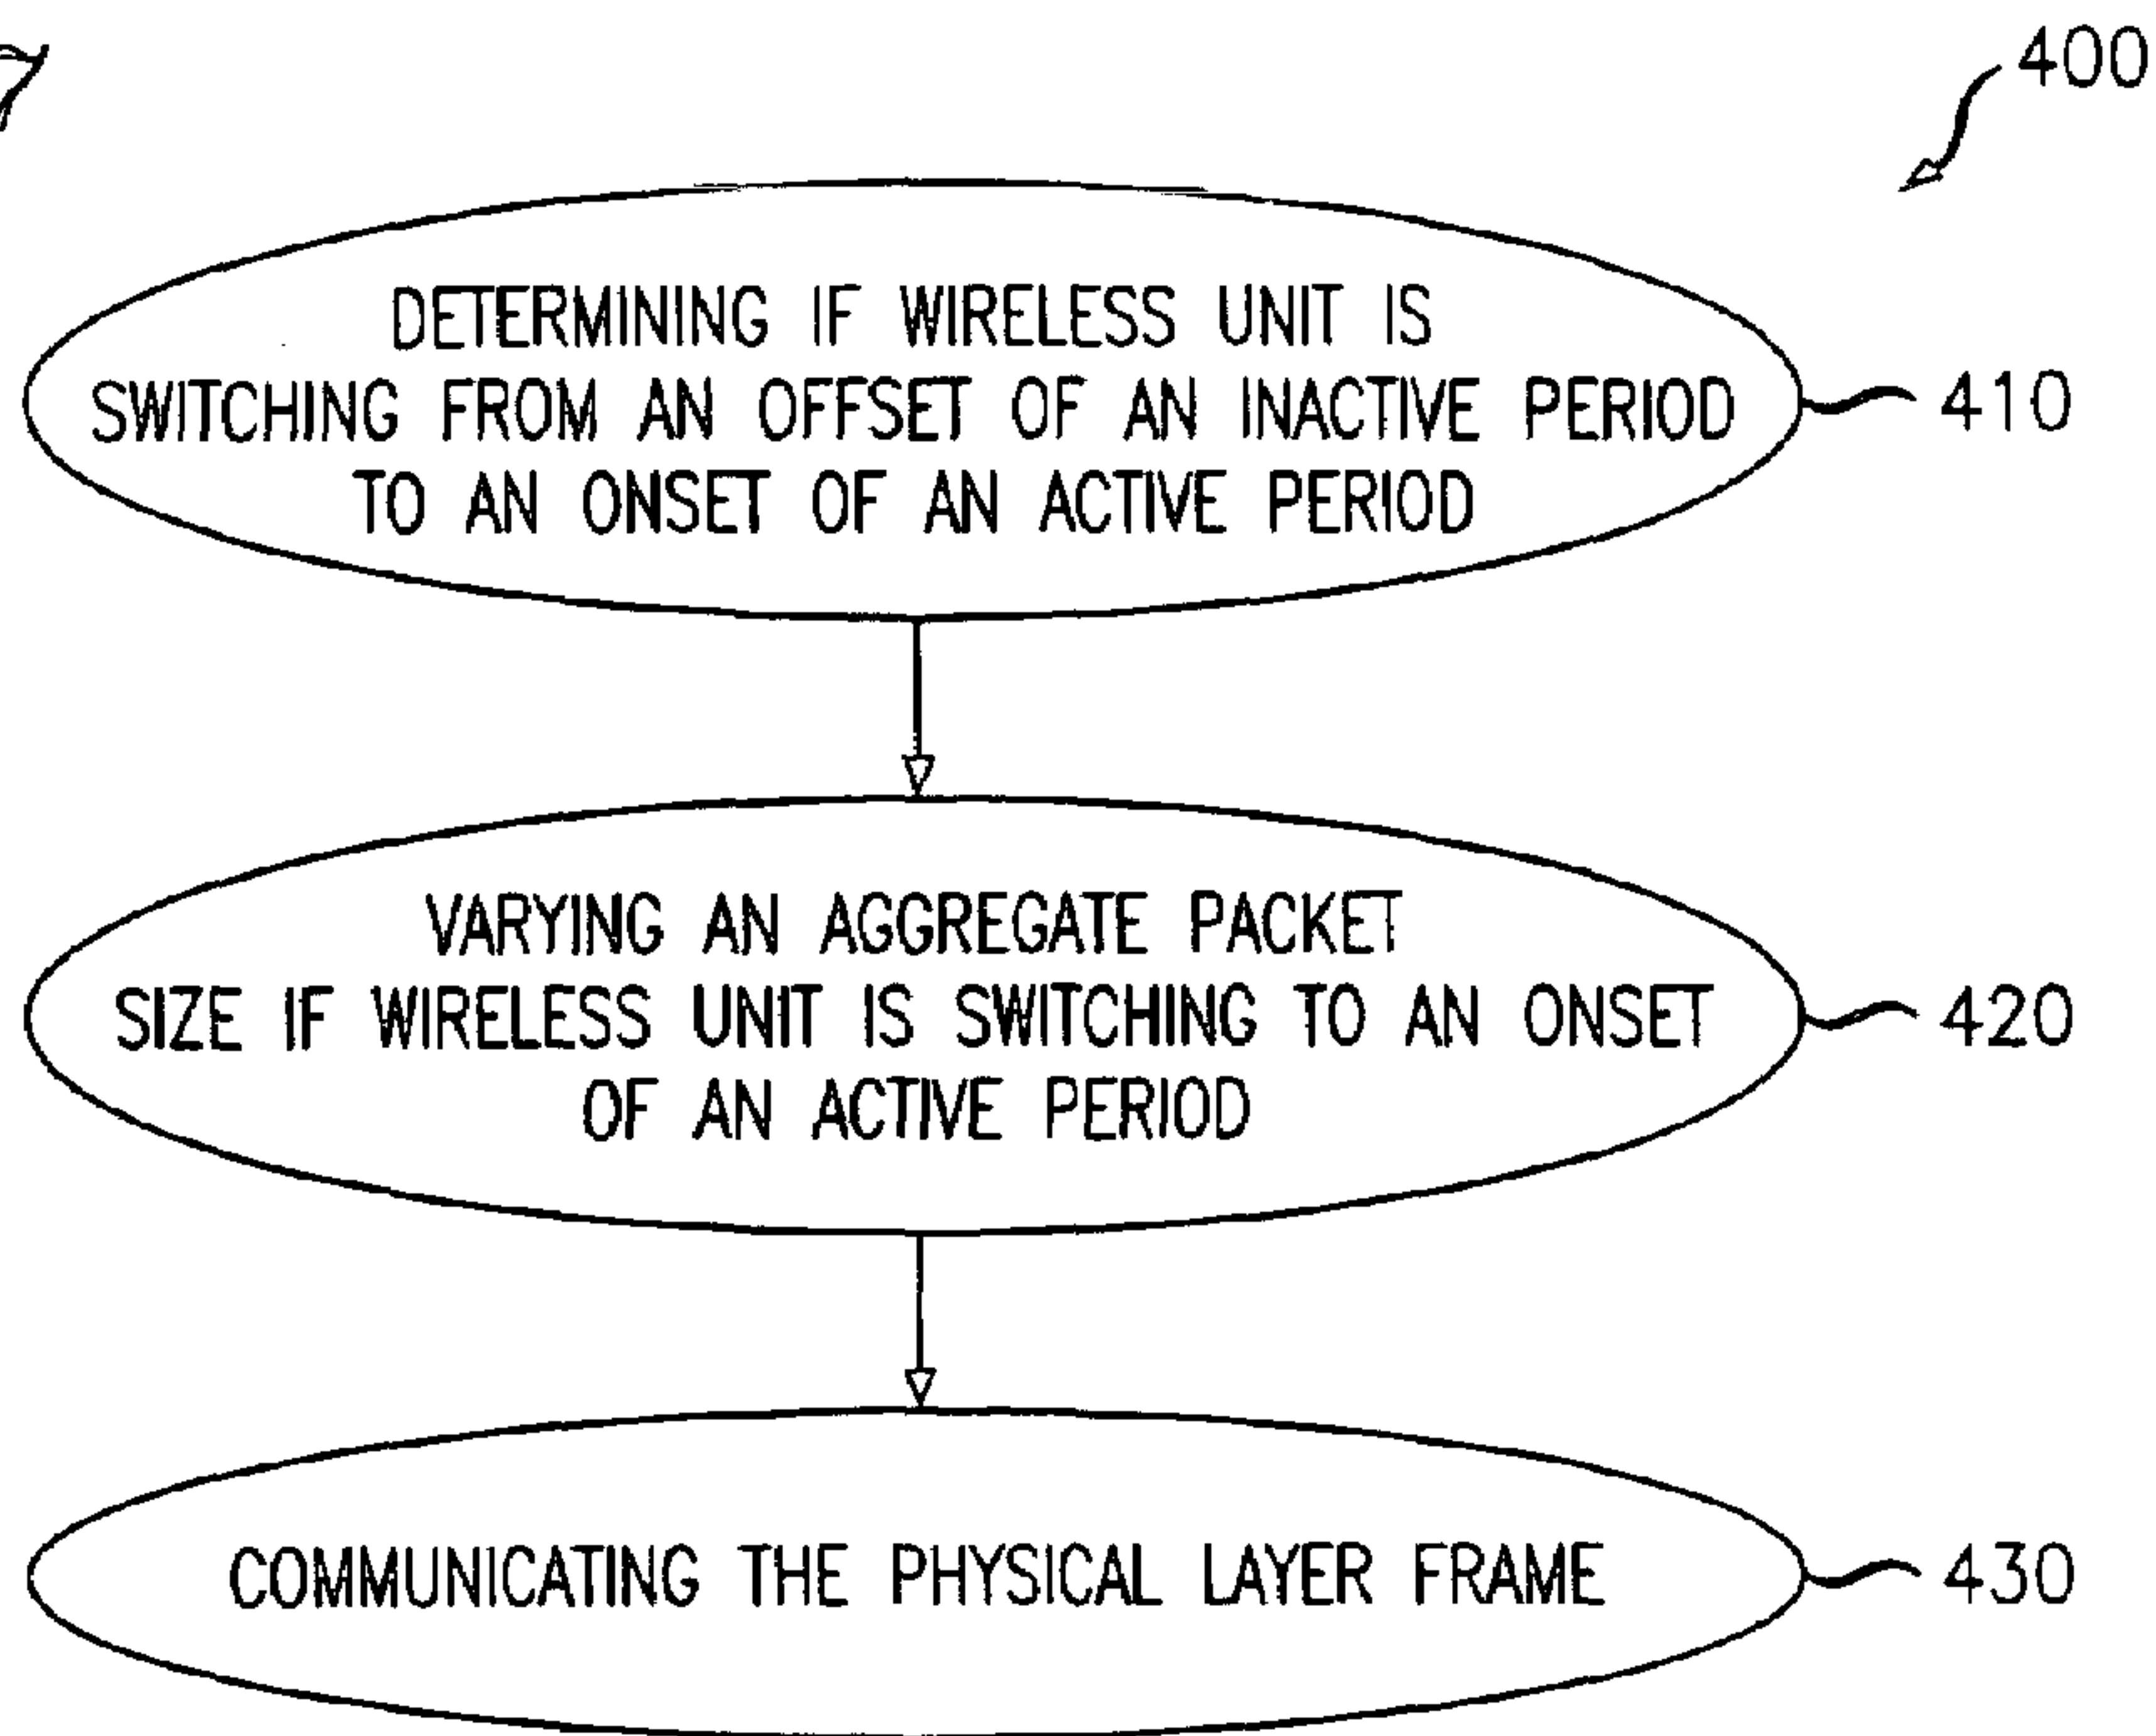 400
DETERMINING IF WIRELESS UNIT IS
SWITCHING FROM AN OFFSET OF AN INACTIVE PERIOD
TO AN ONSET OF AN ACTIVE PERIOD
410
VARYING AN AGGREGATE PACKET
SIZE IF WIRELESS UNIT IS SWITCHING TO AN ONSET
OF AN ACTIVE PERIOD
420
COMMUNICATING THE PHYSICAL LAYER FRAME
430